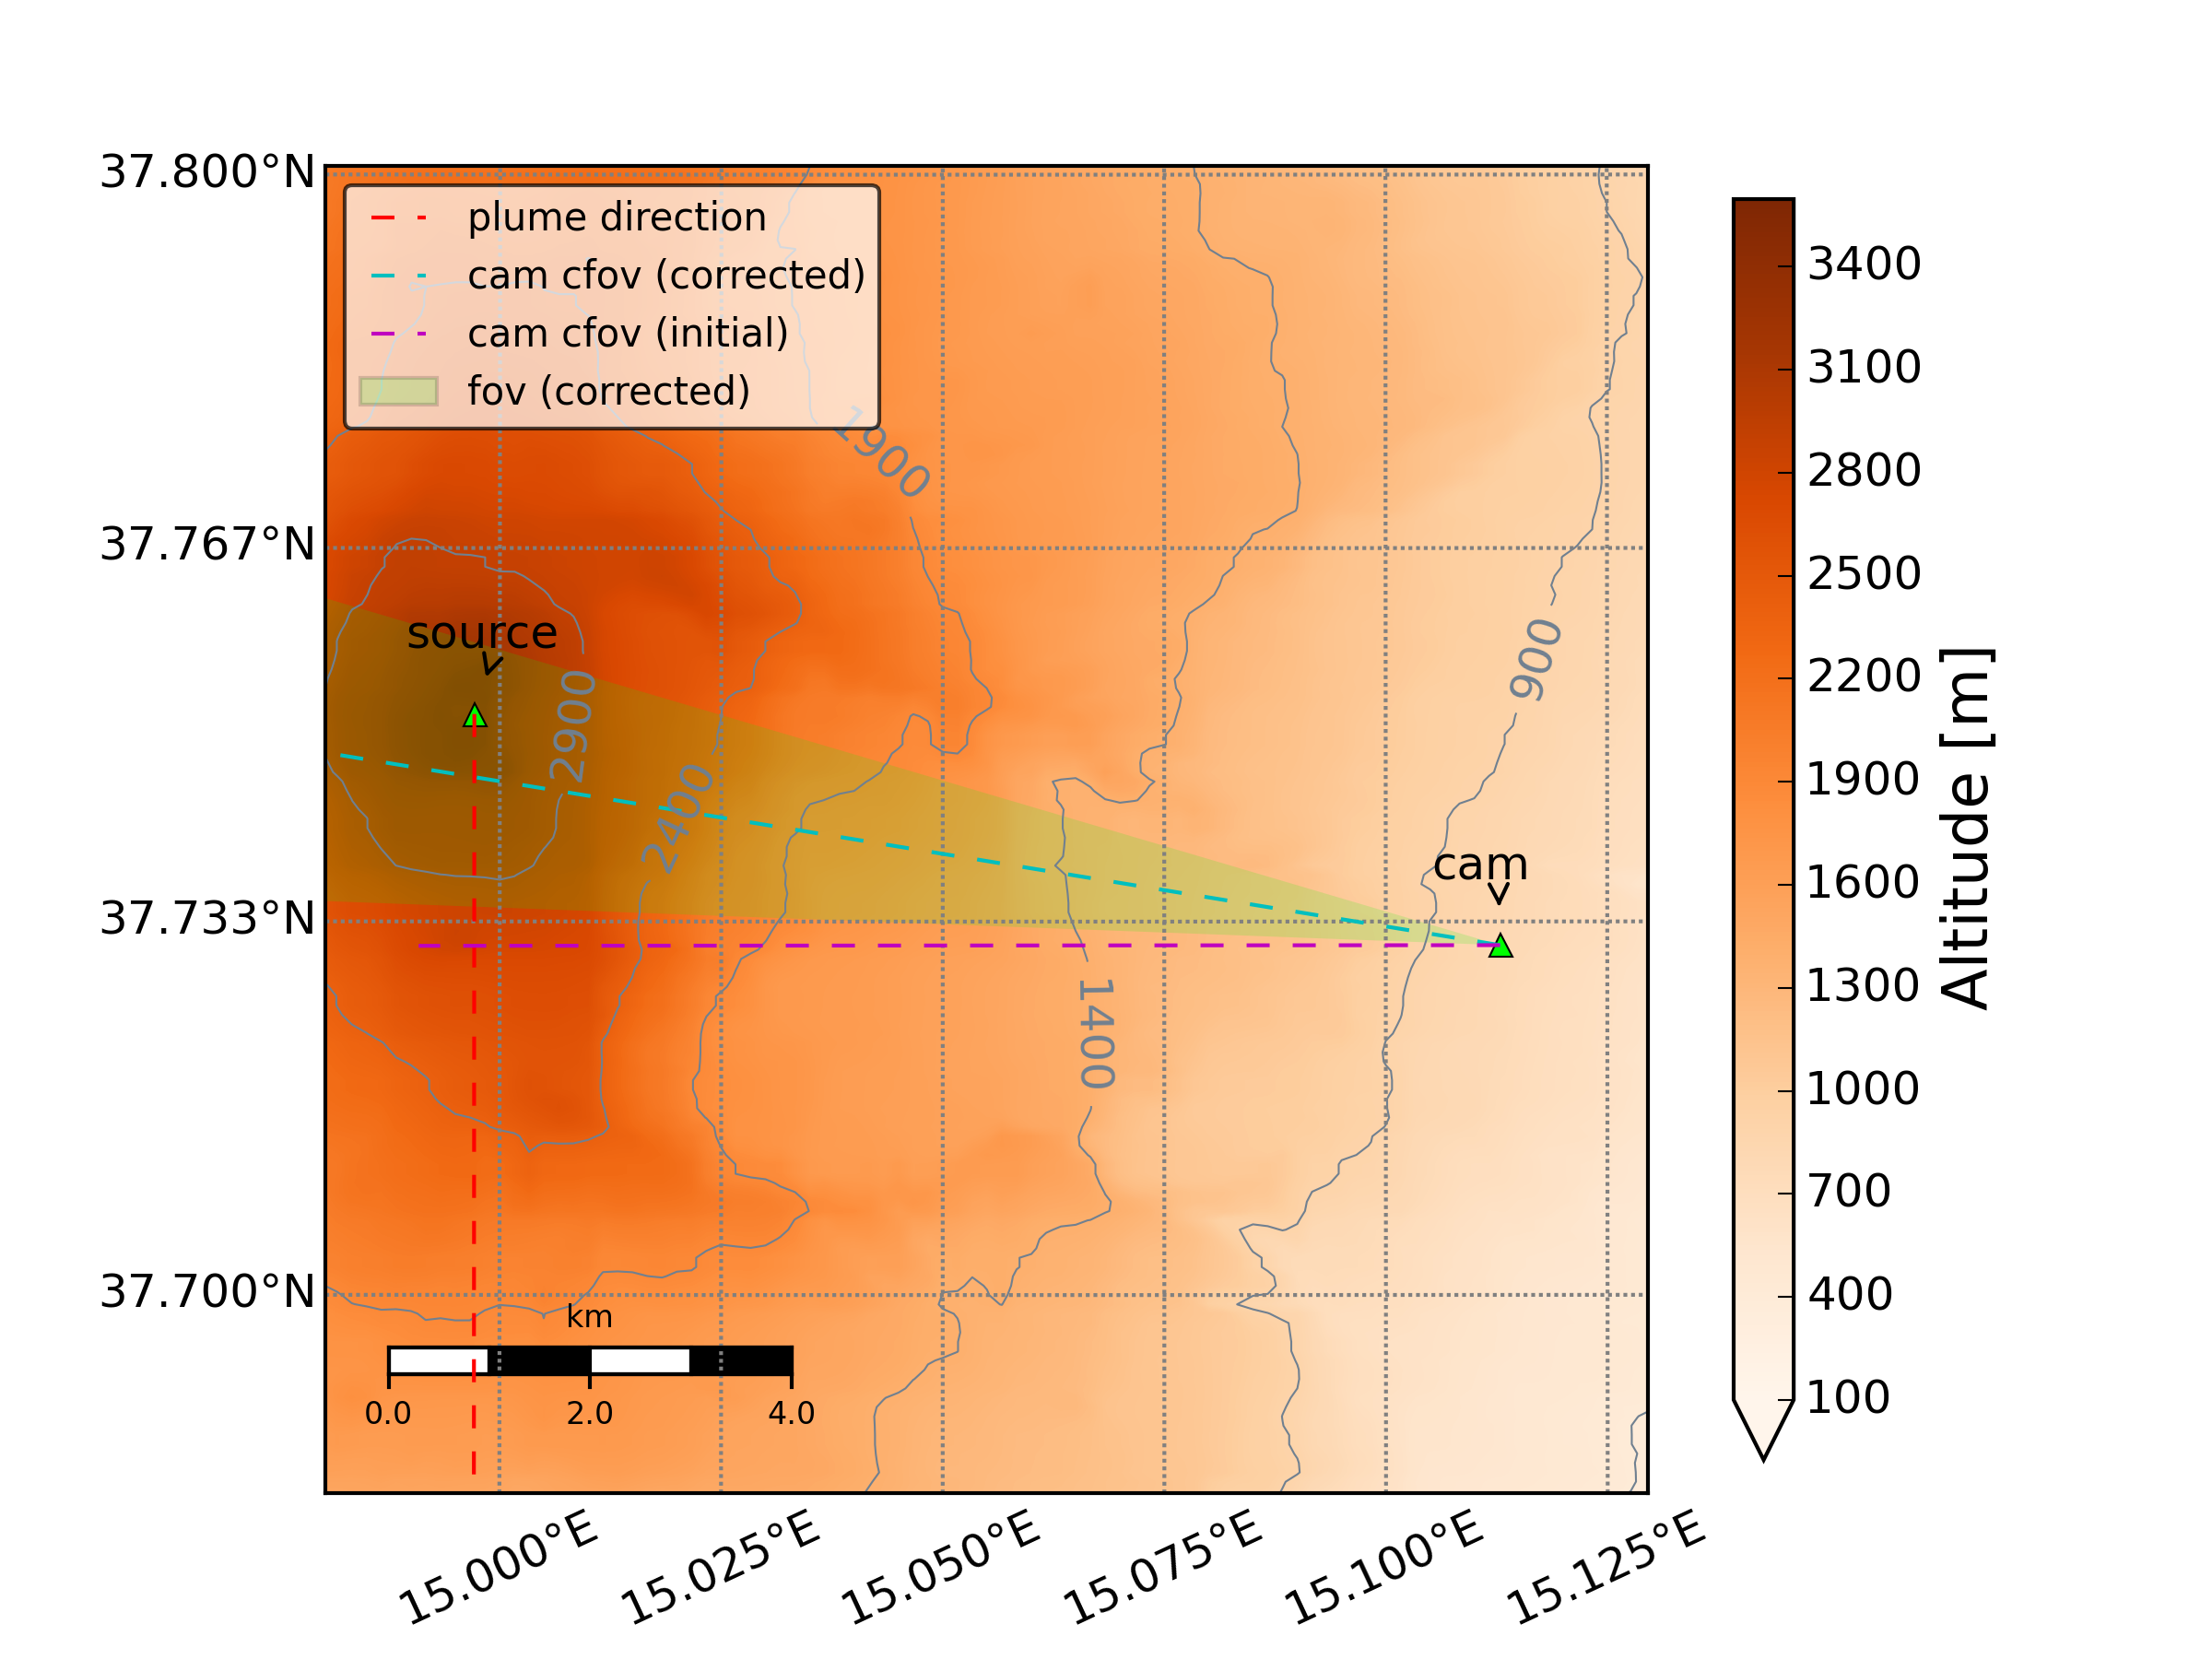 37.800°N
37.767°N
37.733°N
37.700°N
plume direction
cam cfov (corrected)
cam cfov (initial)
fov (corrected)
1900
source
2900
2400
900
cam
1400
km
0.0 2.0 4.0
15.000°E 15.025°E 15.050°E 15.075°E 15.100°E 15.125°E
3400
3100
2800
2500
2200
1900
1600
1300
1000
700
400
100
Altitude [m]